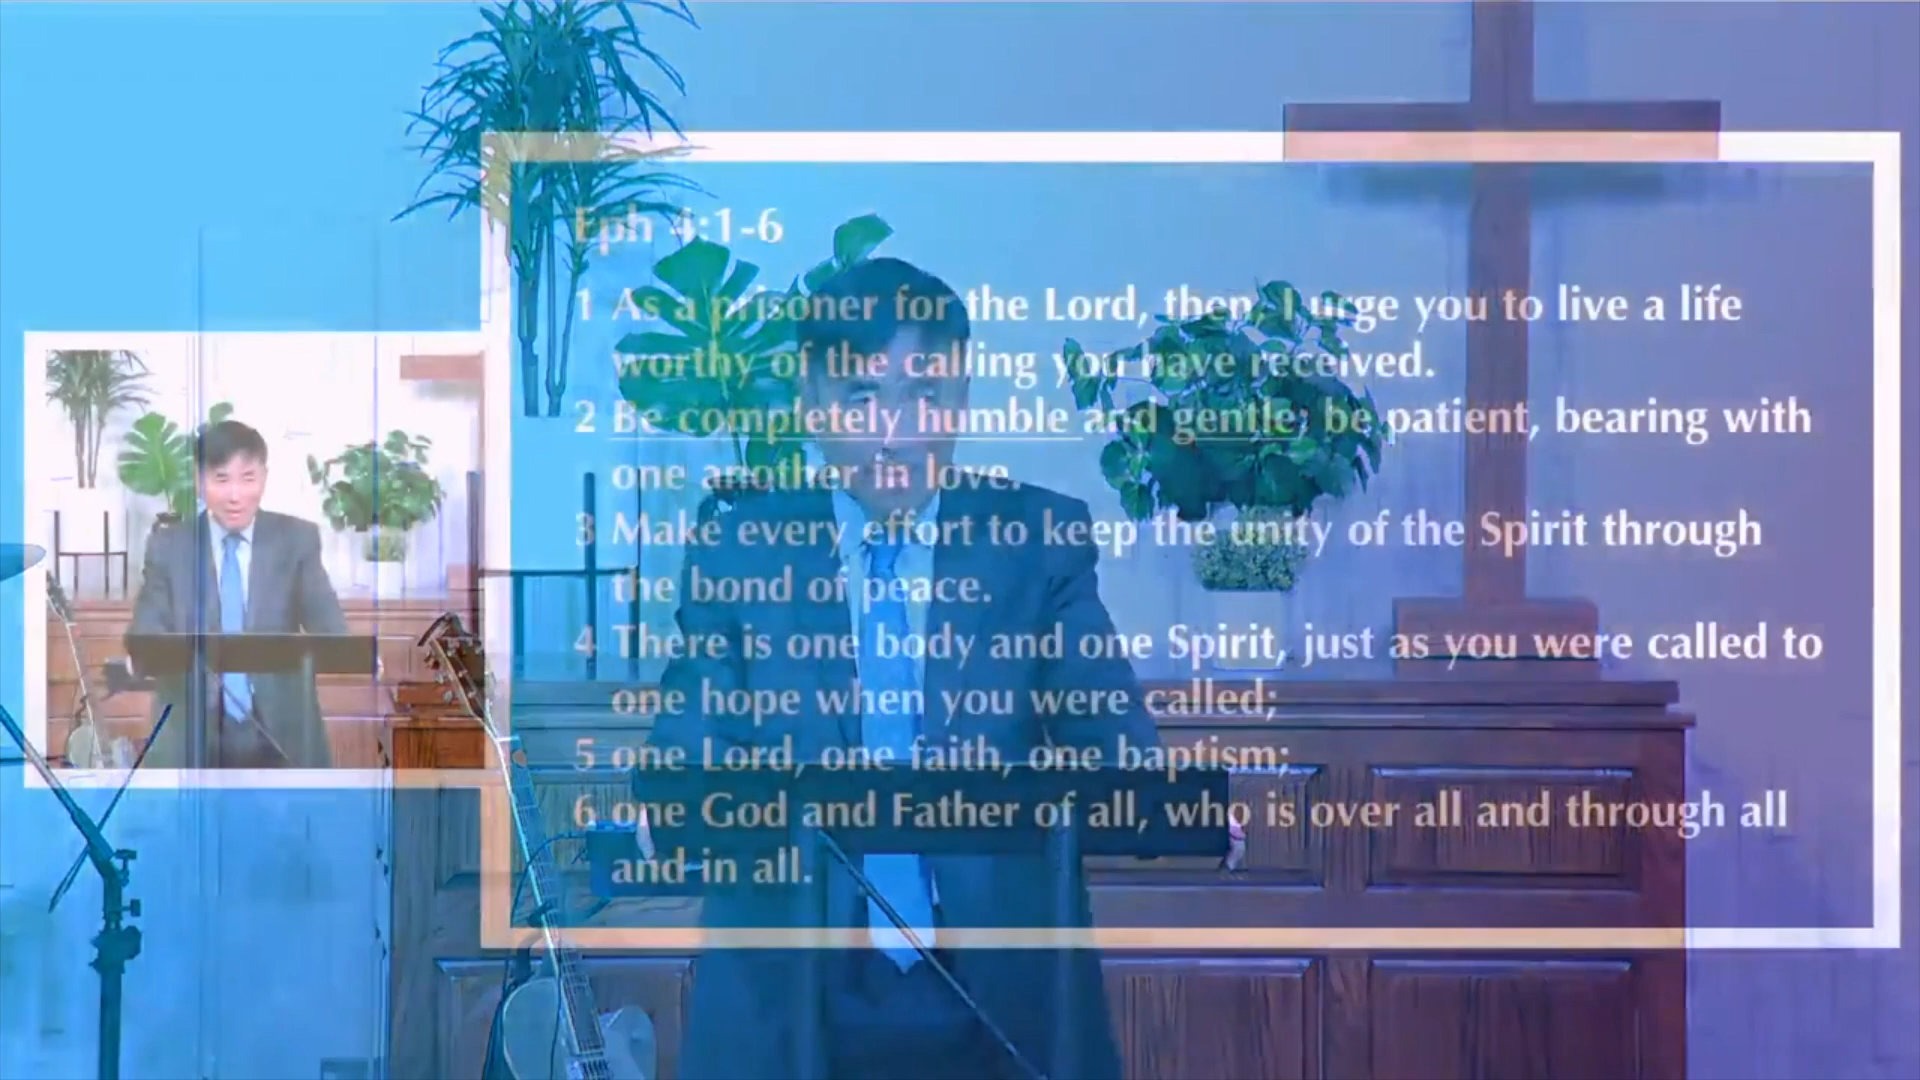 Eph 4:1-6
1 As a prisoner for the Lord, then, I urge you to live a life
worthy of the calling you have received.
2 Be completely humble and gentle; be patient, bearing with
one another in love.
3 Make every effort to keep the unity of the Spirit through
the bond of peace.
4 There is one body and one Spirit, just as you were called to
one hope when you were called;
5 one Lord, one faith, one baptism;
6 one God and Father of all, who is over all and through all
and in all.